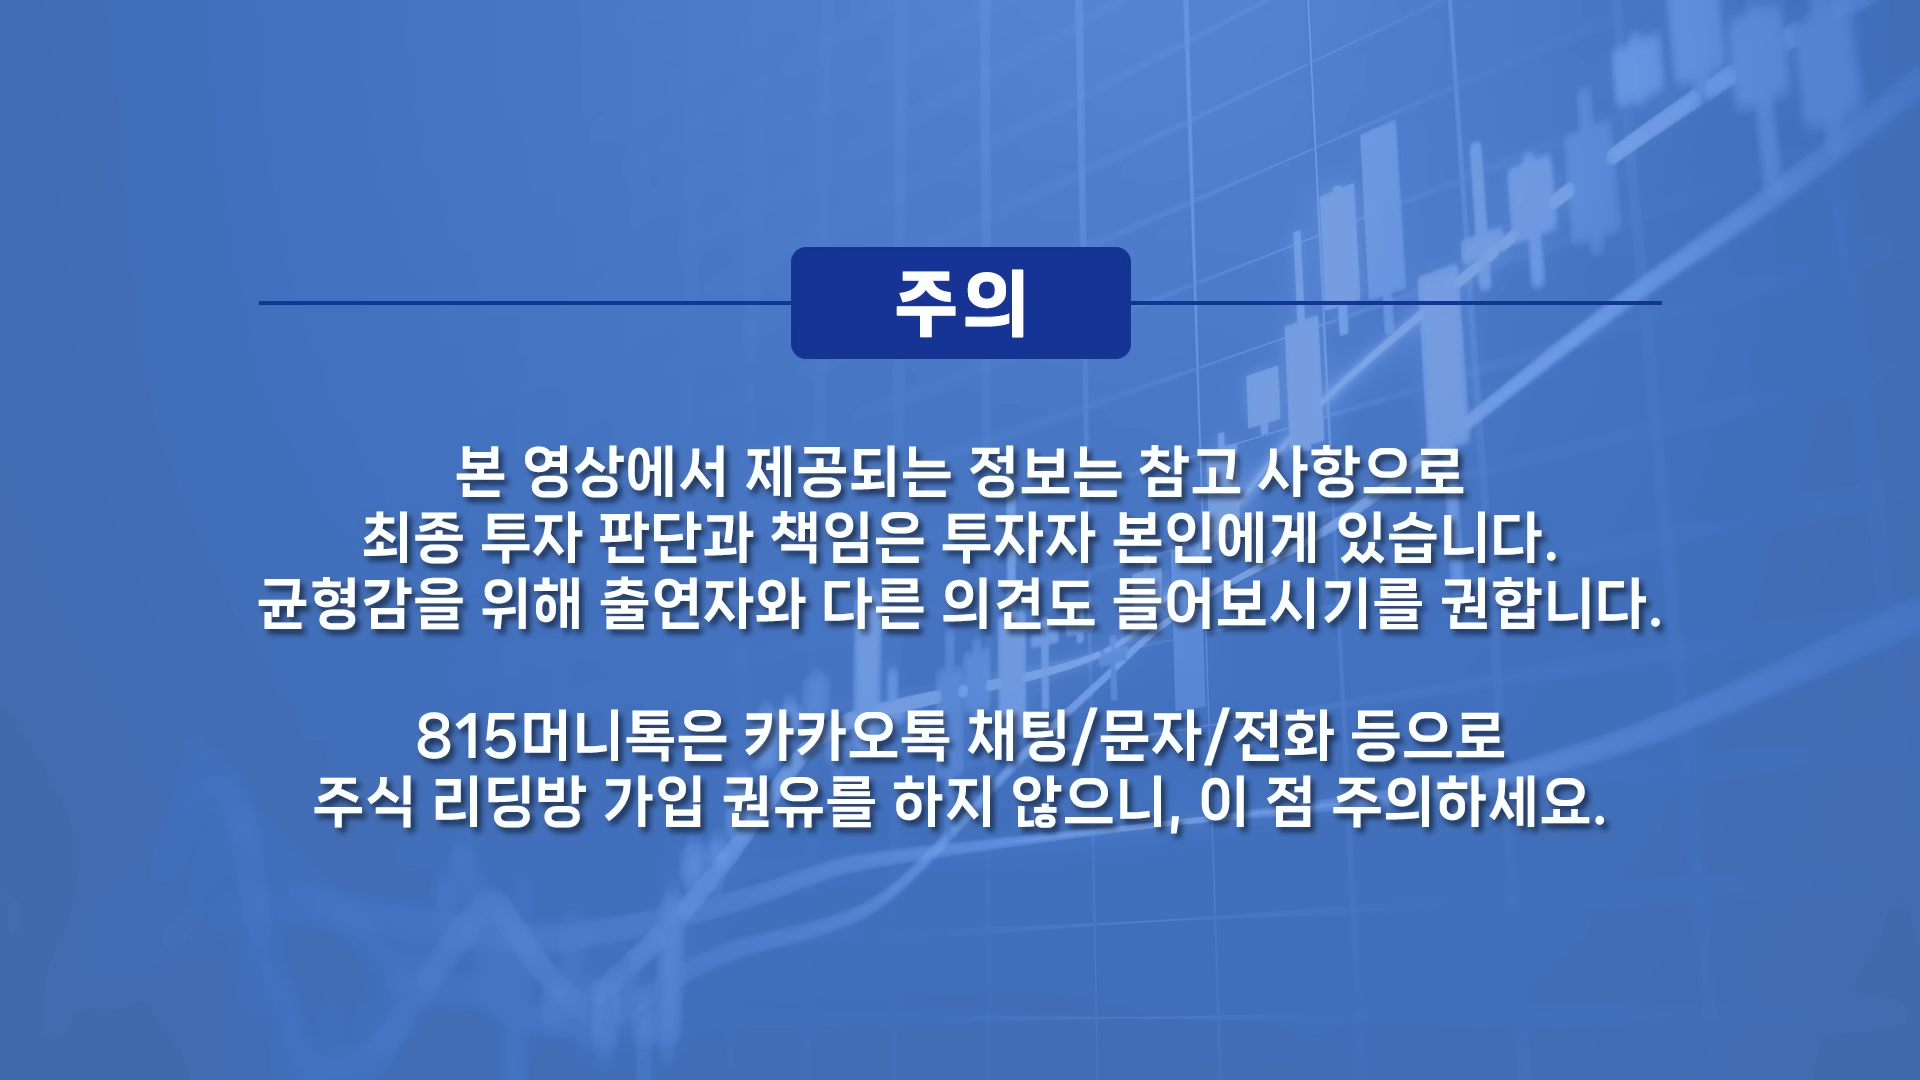 주의
본 영상에서 제공되는 정보는 참고 사항으로
최종 투자 판단과 책임은 투자자 본인에게 있습니다.
균형감을 위해 출연자와 다른 의견도 들어보시기를 권합니다.
815머니톡은 카카오톡 채팅/문자/전화 등으로
주식 리딩방 가입 권유를 하지 않으니, 이 점 주의하세요.